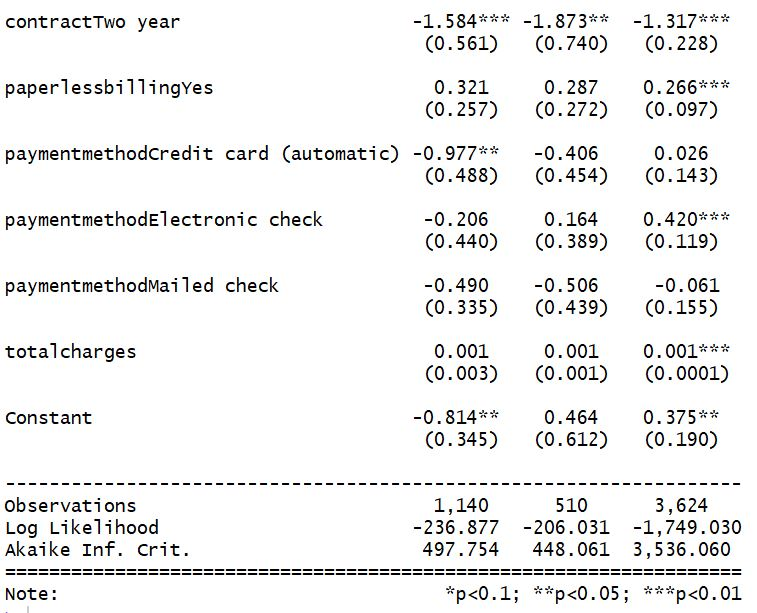 contractTwo year -1.584*** -1.873** -1.317***
(0.561) (0.740) (0.228)
paperlessbillingYes 0.321 0.287 0.266***
(0.257) (0.272) (0.097)
paymentmethodCredit card (automatic) -0.977** -0.406 0.026
(0.488) (0.454) (0.143)
paymentmethodElectronic check -0.206 0.164 0.420***
(0.440) (0.389) (0.119)
paymentmethodMailed check -0.490 -0.506 -0.061
(0.335) (0.439) (0.155)
totalcharges 0.001 0.001 0.001***
(0.003) (0.001) (0.0001)
Constant -0.814** 0.464 0.375**
(0.345) (0.612) (0.190)
-------------------------------------------------------------------
Observations 1,140 510 3,624
Log Likelihood -236.877 -206.031 -1,749.030
Akaike Inf. Crit. 497.754 448.061 3,536.060
===================================================================
Note: *p<0.1; **p<0.05; ***p<0.01